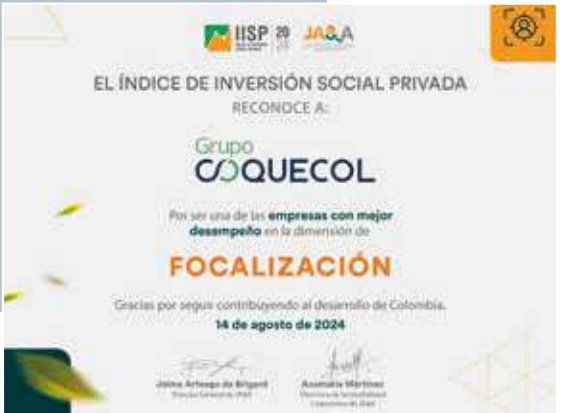 IISP 20
JA&A
EL ÍNDICE DE INVERSIÓN SOCIAL PRIVADA
RECONOCE A:
Grupo
COQUECOL
Por ser una de las empresas con mejor
desempeño en la dimensión de
FOCALIZACIÓN
Gracias por seguir contribuyendo al desarrollo de Colombia.
14 de agosto de 2024
Jaime Arteaga de Brigard
Anamaría Martínez